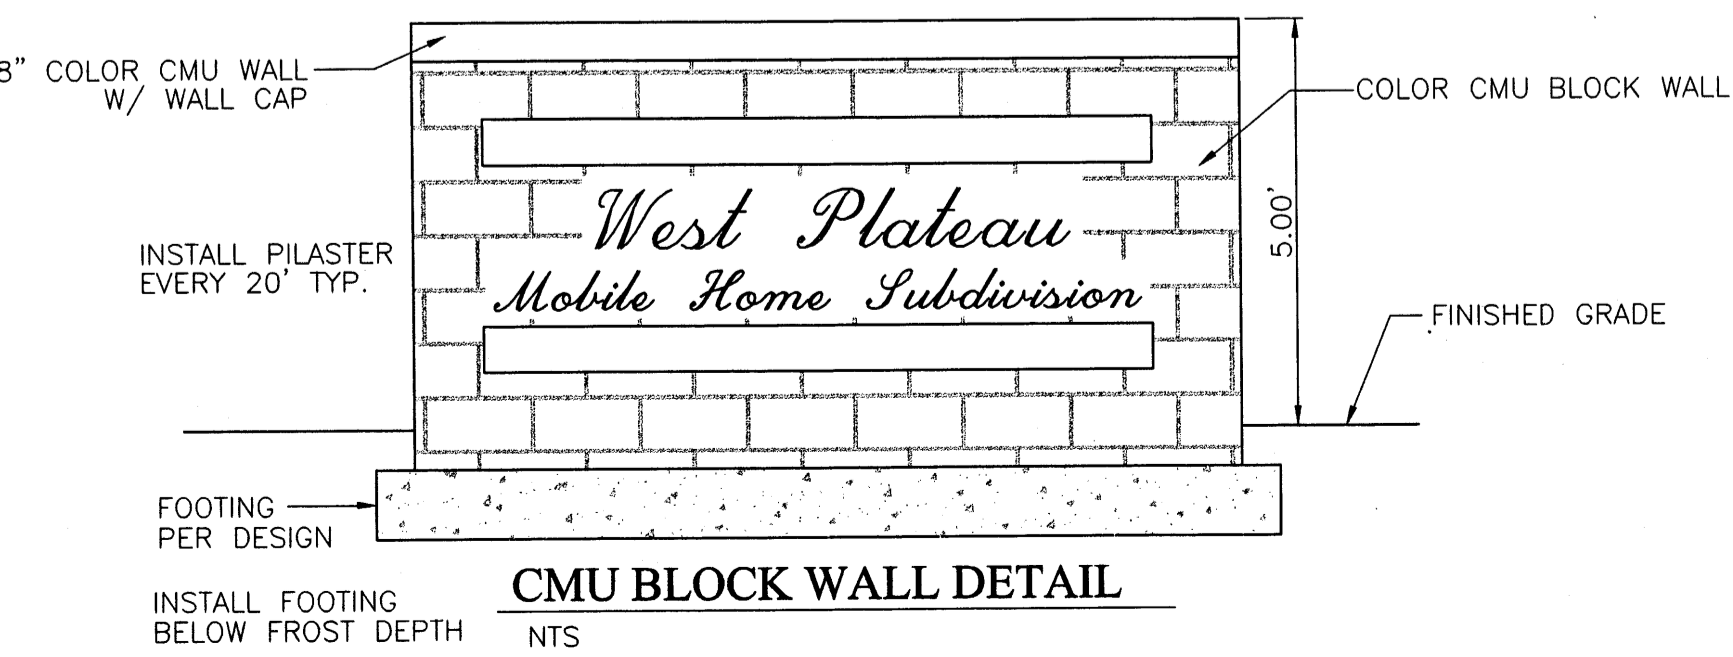 8” COLOR CMU WALL
W/ WALL CAP
COLOR CMU BLOCK WALL
West Plateau
Mobile Home Subdivision
INSTALL PILASTER
EVERY 20' TYP.
5.00'
FINISHED GRADE
FOOTING
PER DESIGN
INSTALL FOOTING
BELOW FROST DEPTH
CMU BLOCK WALL DETAIL
NTS